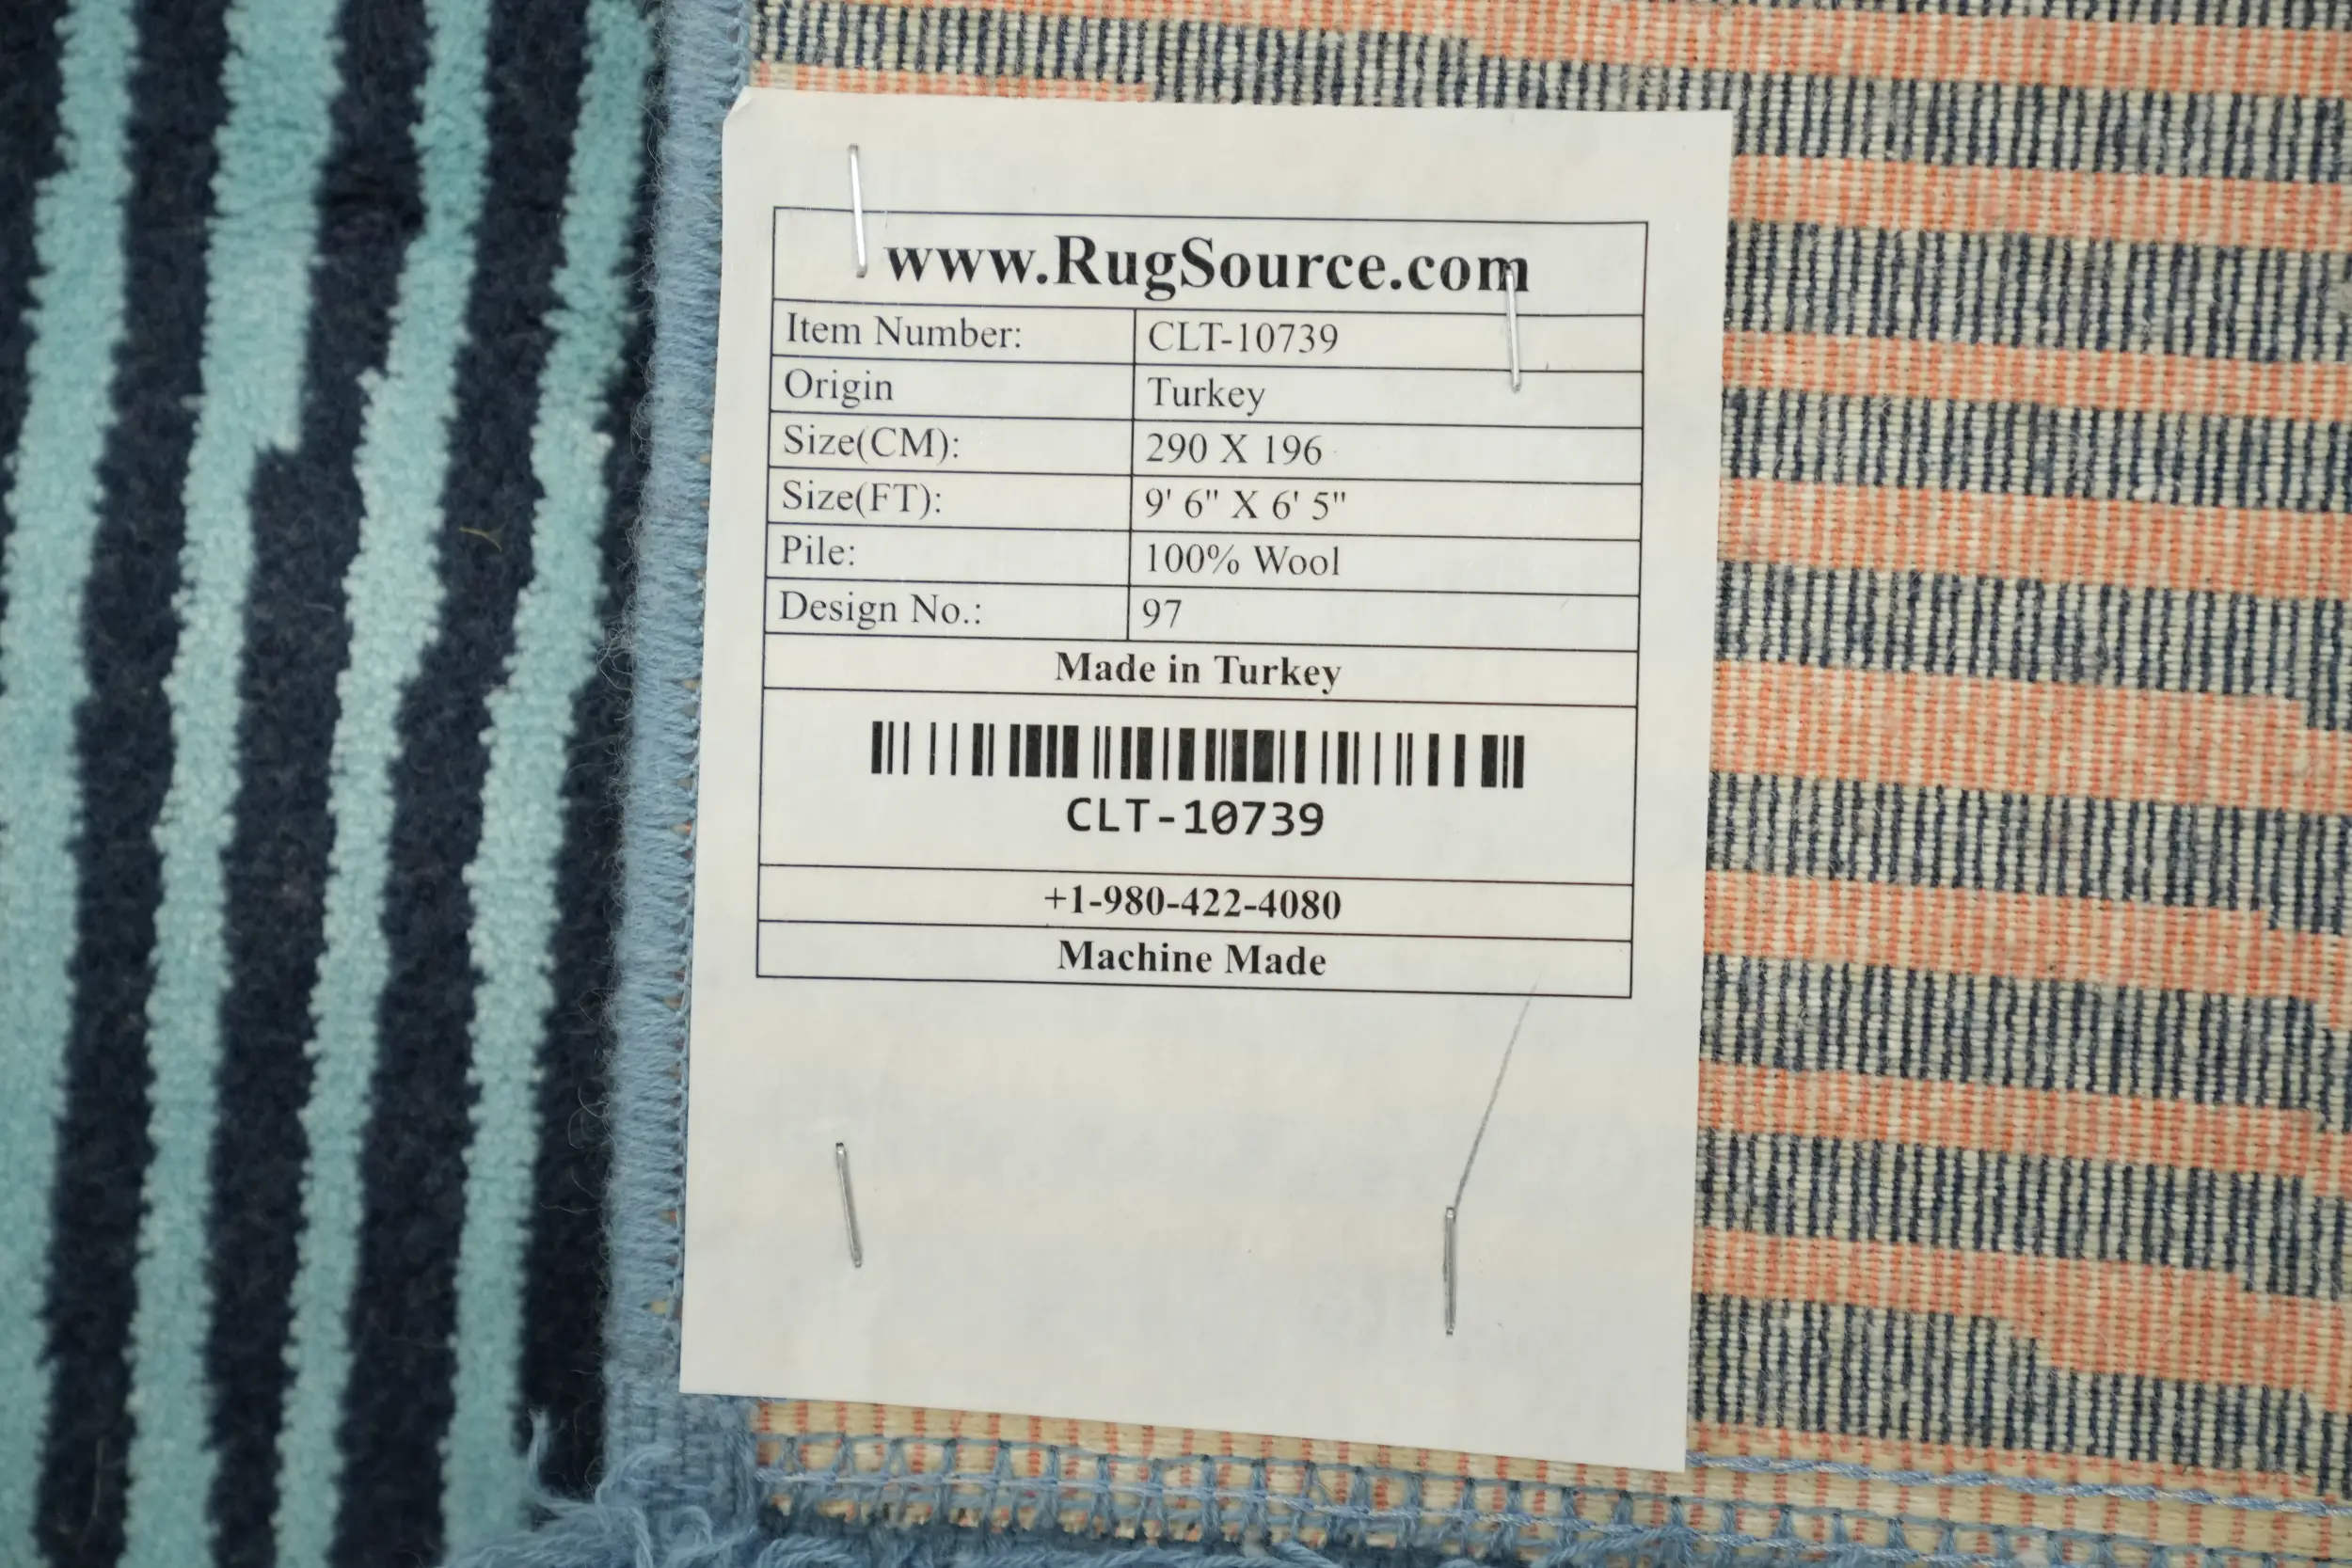 www.RugSource.com
Item Number: CLT-10739
Origin Turkey
Size(CM): 290 X 196
Size(FT): 9' 6" X 6' 5"
Pile: 100% Wool
Design No.: 97
Made in Turkey
CLT-10739
+1-980-422-4080
Machine Made